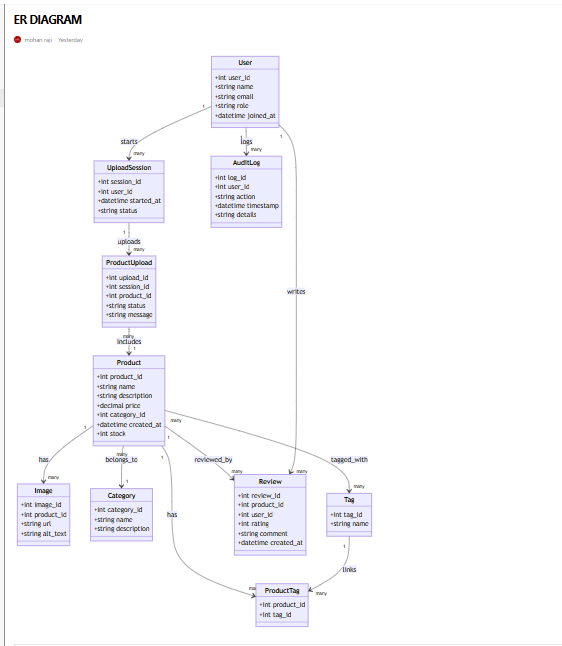 ER DIAGRAM
mohan raji Yesterday
User
+int user_id
+string name
+string email
+string role
+datetime joined_at
1
1
1
starts
logs
many
many
UploadSession
+int session_id
+int user_id
+datetime started_at
+string status
AuditLog
+int log_id
+int user_id
+string action
+datetime timestamp
+string details
1
uploads
many
ProductUpload
+int upload_id
+int session_id
+int product_id
+string status
+string message
writes
many
includes
1
Product
+int product_id
+string name
+string description
+decimal price
+int category_id
+datetime created_at
+int stock
1
many
1
1
many
has
belongs_to
reviewed_by
tagged_with
many
1
many
many
many
Image
+int image_id
+int product_id
+string url
+string alt_text
Category
+int category_id
+string name
+string description
has
Review
+int review_id
+int product_id
+int user_id
+int rating
+string comment
+datetime created_at
Tag
+int tag_id
+string name
1
links
many
ProductTag
+int product_id
+int tag_id